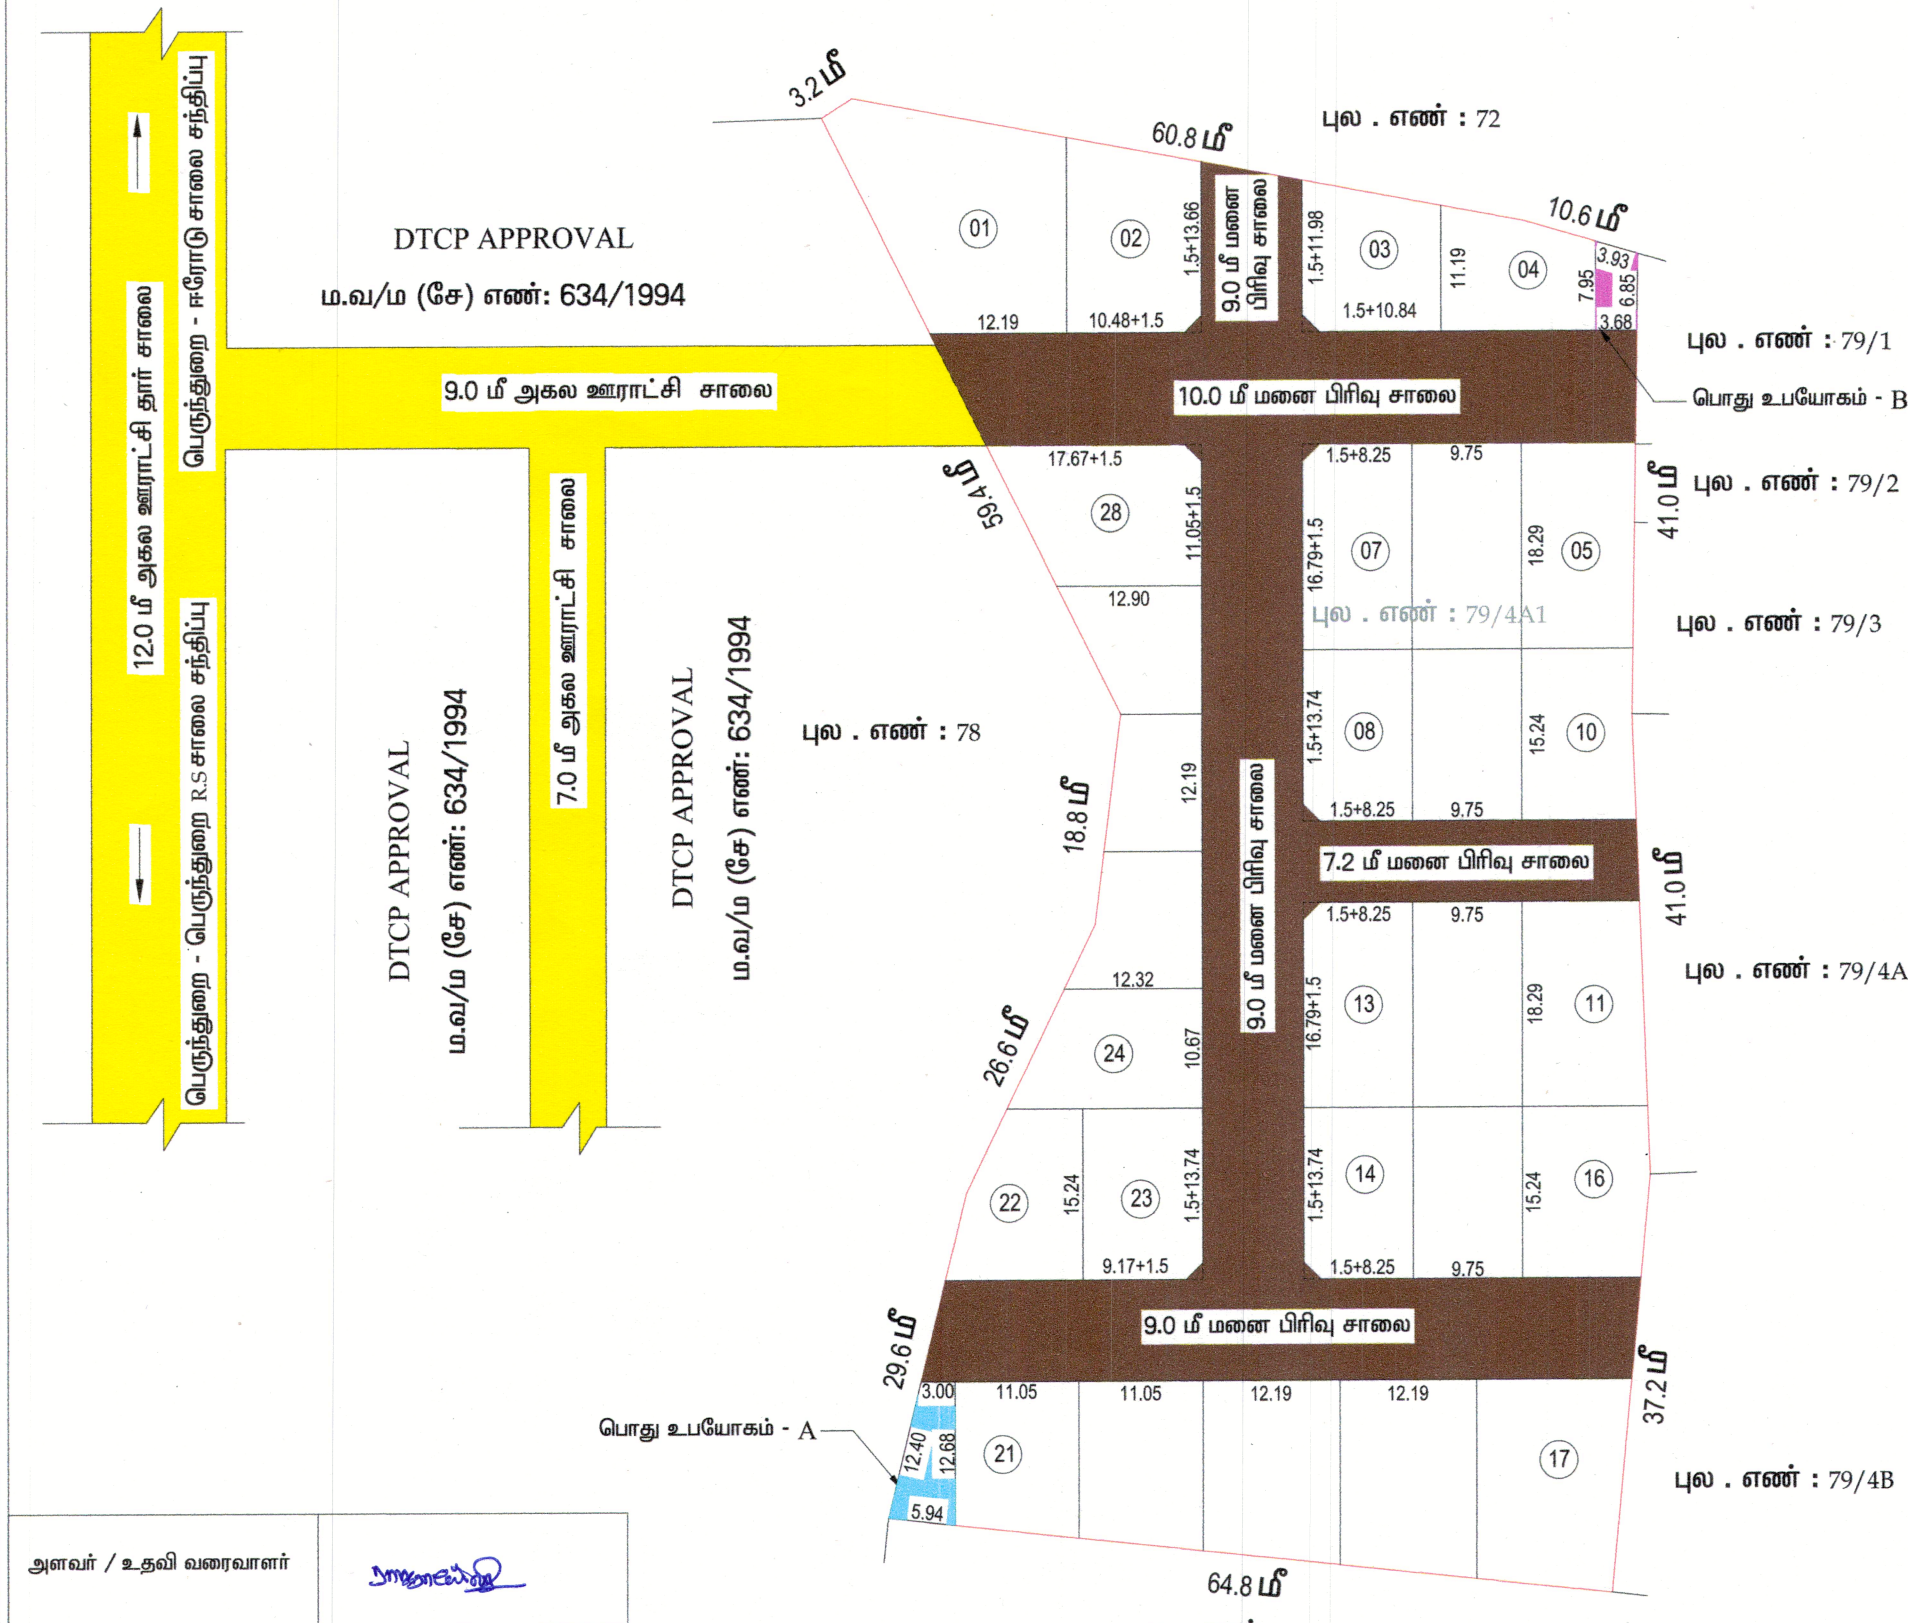 3.2 மீ
60.8 மீ
புல . எண் : 72
10.6 மீ
DTCP APPROVAL
ம.வ/ம (சே) எண்: 634/1994
12.0 மீ அகல ஊராட்சி தார் சாலை
பெருந்துறை - ஈரோடு சாலை சந்திப்பு
பெருந்துறை - பெருந்துறை R.S சாலை சந்திப்பு
9.0 மீ அகல ஊராட்சி சாலை
7.0 மீ அகல ஊராட்சி சாலை
DTCP APPROVAL
ம.வ/ம (சே) எண்: 634/1994
DTCP APPROVAL
ம.வ/ம (சே) எண்: 634/1994
புல . எண் : 78
01
02
1.5+13.66
9.0 மீ மனை
பிரிவு சாலை
1.5+11.98
03
11.19
04
7.95
3.93
6.85
3.68
12.19
10.48+1.5
1.5+10.84
புல . எண் : 79/1
பொது உபயோகம் - B
10.0 மீ மனை பிரிவு சாலை
59.4 மீ
17.67+1.5
28
11.05+1.5
12.90
1.5+8.25
9.75
16.79+1.5
07
18.29
05
41.0 மீ
புல . எண் : 79/2
புல . எண் : 79/4A1
புல . எண் : 79/3
1.5+13.74
08
15.24
10
1.5+8.25
9.75
12.19
18.8 மீ
9.0 மீ மனை பிரிவு சாலை
7.2 மீ மனை பிரிவு சாலை
41.0 மீ
1.5+8.25
9.75
16.79+1.5
13
18.29
11
புல . எண் : 79/4A
12.32
26.6 மீ
24
10.67
22
15.24
23
1.5+13.74
9.17+1.5
1.5+13.74
14
15.24
16
1.5+8.25
9.75
9.0 மீ மனை பிரிவு சாலை
29.6 மீ
37.2 மீ
3.00
11.05
11.05
12.19
12.19
பொது உபயோகம் - A
12.40
12.68
5.94
21
17
புல . எண் : 79/4B
64.8 மீ
அளவர் / உதவி வரைவாளர்